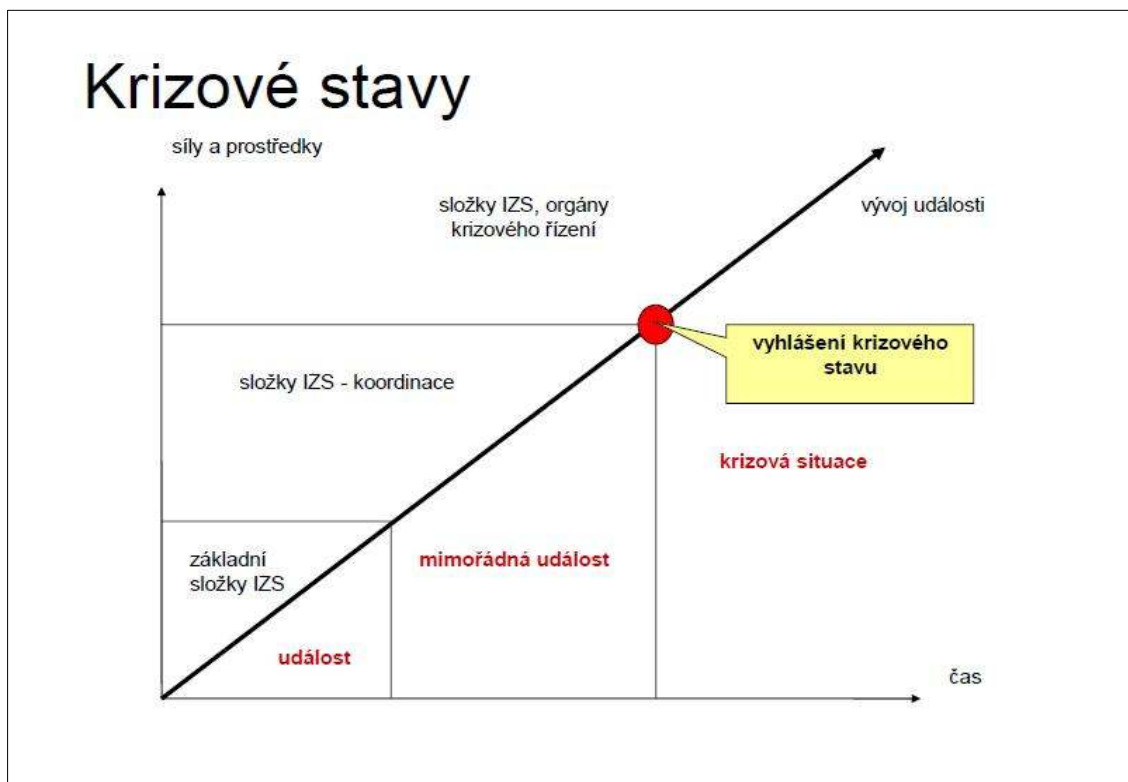 Krizové stavy
síly a prostředky
složky IZS, orgány
krizového řízení
vývoj události
vyhlášení krizového
stavu
složky IZS - koordinace
krizová situace
základní
složky IZS
mimořádná událost
událost
čas